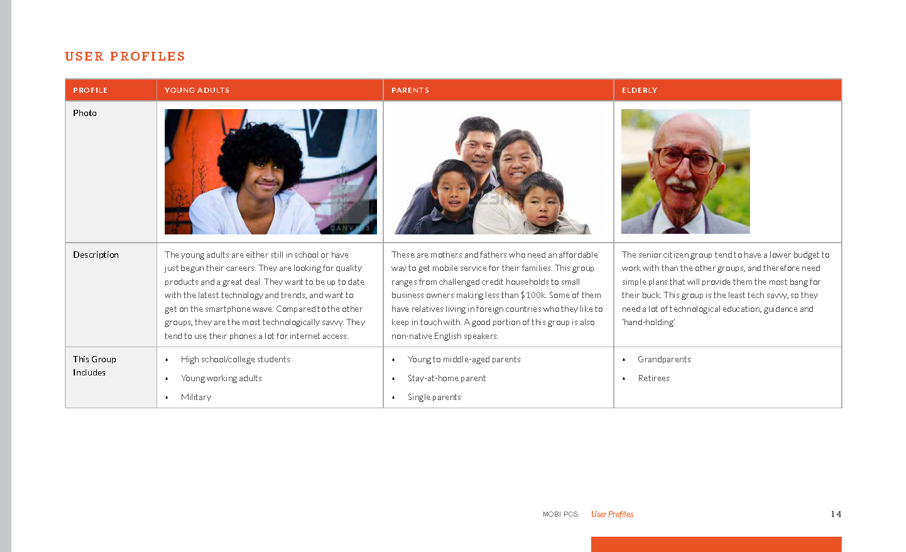 USER PROFILES
PROFILE
YOUNG ADULTS
PARENTS
ELDERLY
Photo
CANVAS
Description
The young adults are either still in school or have
just begun their careers. They are looking for quality
products and a great deal. They want to be up to date
with the latest technology and trends, and want to
get on the smartphone wave. Compared to the other
groups, they are the most technologically savvy. They
tend to use their phones a lot for internet access.
These are mothers and fathers who need an affordable
way to get mobile service for their families. This group
ranges from challenged credit households to small
business owners making less than $100k. Some of them
have relatives living in foreign countries who they like to
keep in touch with. A good portion of this group is also
non-native English speakers.
The senior citizen group tend to have a lower budget to
work with than the other groups, and therefore need
simple plans that will provide them the most bang for
their buck. This group is the least tech savvy, so they
need a lot of technological education, guidance and
'hand-holding'.
This Group
Includes
• High school/college students
• Young working adults
• Military
• Young to middle-aged parents
• Stay-at-home parent
• Single parents
• Grandparents
• Retirees
MOBI PCS User Profiles 14